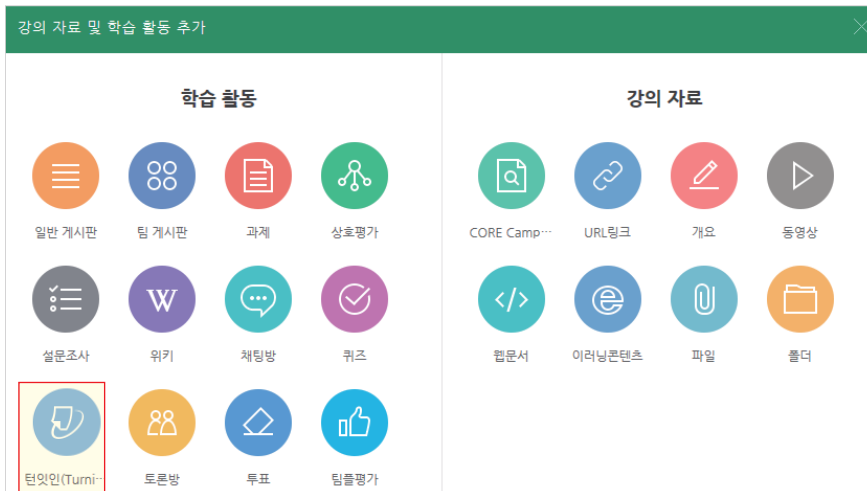 강의 자료 및 학습 활동 추가
학습 활동
일반 게시판
팀 게시판
과제
상호평가
설문조사
위키
채팅방
퀴즈
턴잇인(Turni…
토론방
투표
팀플평가
강의 자료
CORE Camp…
URL링크
개요
동영상
웹문서
이러닝콘텐츠
파일
폴더